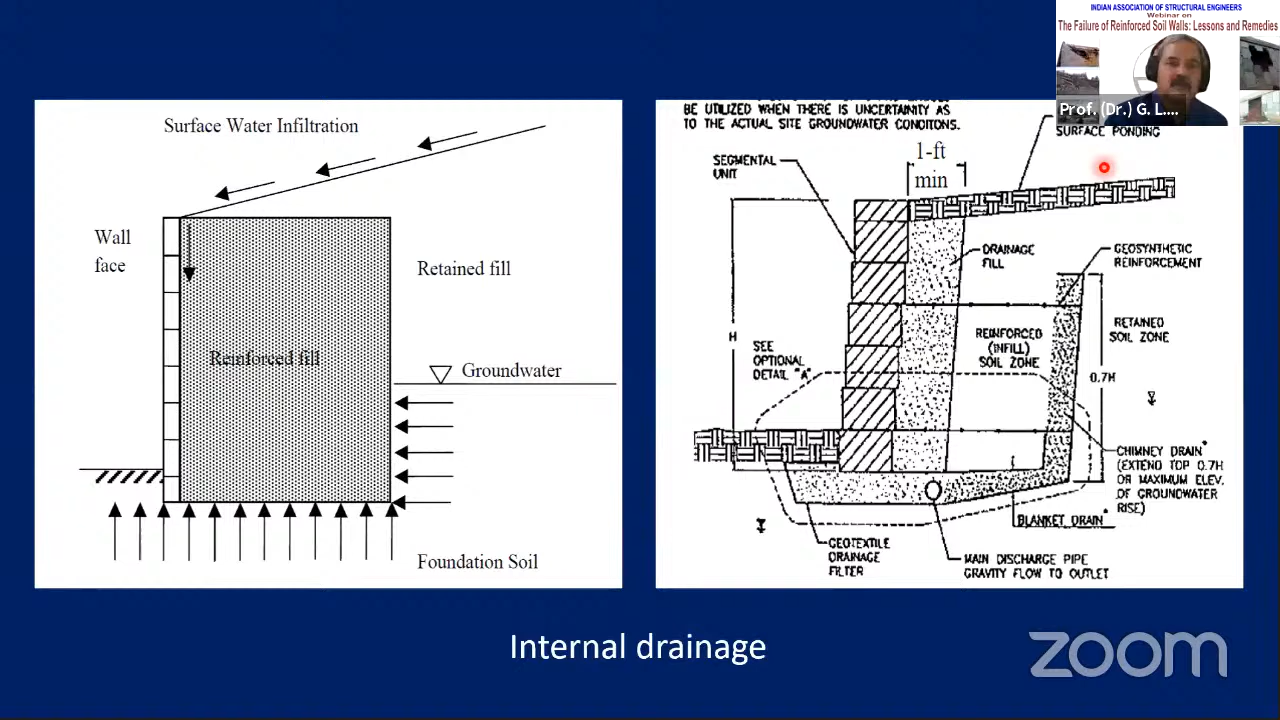 INDIAN ASSOCIATION OF STRUCTURAL ENGINEERS
Webinar on
The Failure of Reinforced Soil Walls: Lessons and Remedies
Prof. (Dr.) G. L....
Surface Water Infiltration
Wall
face
Retained fill
Reinforced fill
Groundwater
Foundation Soil
BE UTILIZED WHEN THERE IS UNCERTAINTY AS
TO THE ACTUAL SITE GROUNDWATER CONDITONS.
SURFACE PONDING
SEGMENTAL
UNIT
1-ft
min
DRAINAGE
FILL
GEOSYNTHETIC
REINFORCEMENT
H
SEE
OPTIONAL
DETAIL "A"
REINFORCED
(INFILL)
SOIL ZONE
RETAINED
SOIL ZONE
0.7H
CHIMNEY DRAIN*
(EXTEND TOP 0.7H
OR MAXIMUM ELEV.
OF GROUNDWATER
RISE)
BLANKET DRAIN*
GEOTEXTILE
DRAINAGE
FILTER
MAIN DISCHARGE PIPE
GRAVITY FLOW TO OUTLET
Internal drainage
zoom